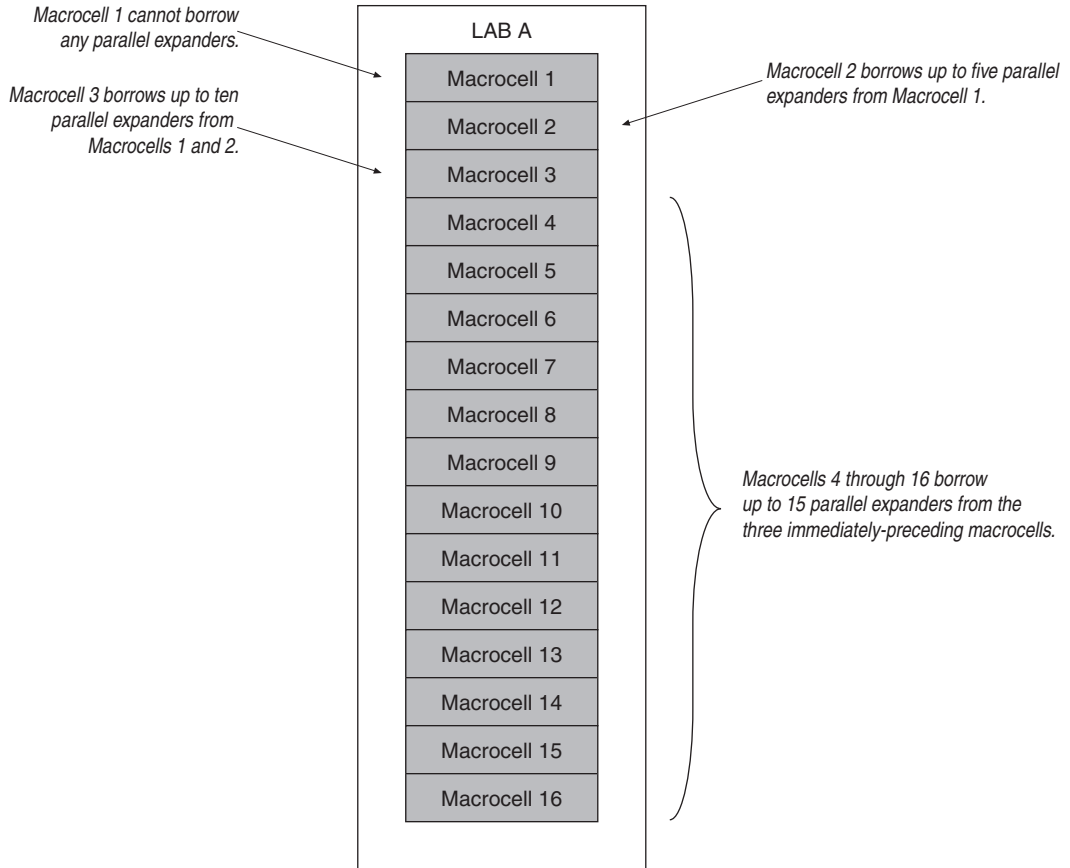 Macrocell 1 cannot borrow
any parallel expanders.
Macrocell 3 borrows up to ten
parallel expanders from
Macrocells 1 and 2.
LAB A
Macrocell 1
Macrocell 2
Macrocell 3
Macrocell 4
Macrocell 5
Macrocell 6
Macrocell 7
Macrocell 8
Macrocell 9
Macrocell 10
Macrocell 11
Macrocell 12
Macrocell 13
Macrocell 14
Macrocell 15
Macrocell 16
Macrocell 2 borrows up to five parallel
expanders from Macrocell 1.
Macrocells 4 through 16 borrow
up to 15 parallel expanders from the
three immediately-preceding macrocells.